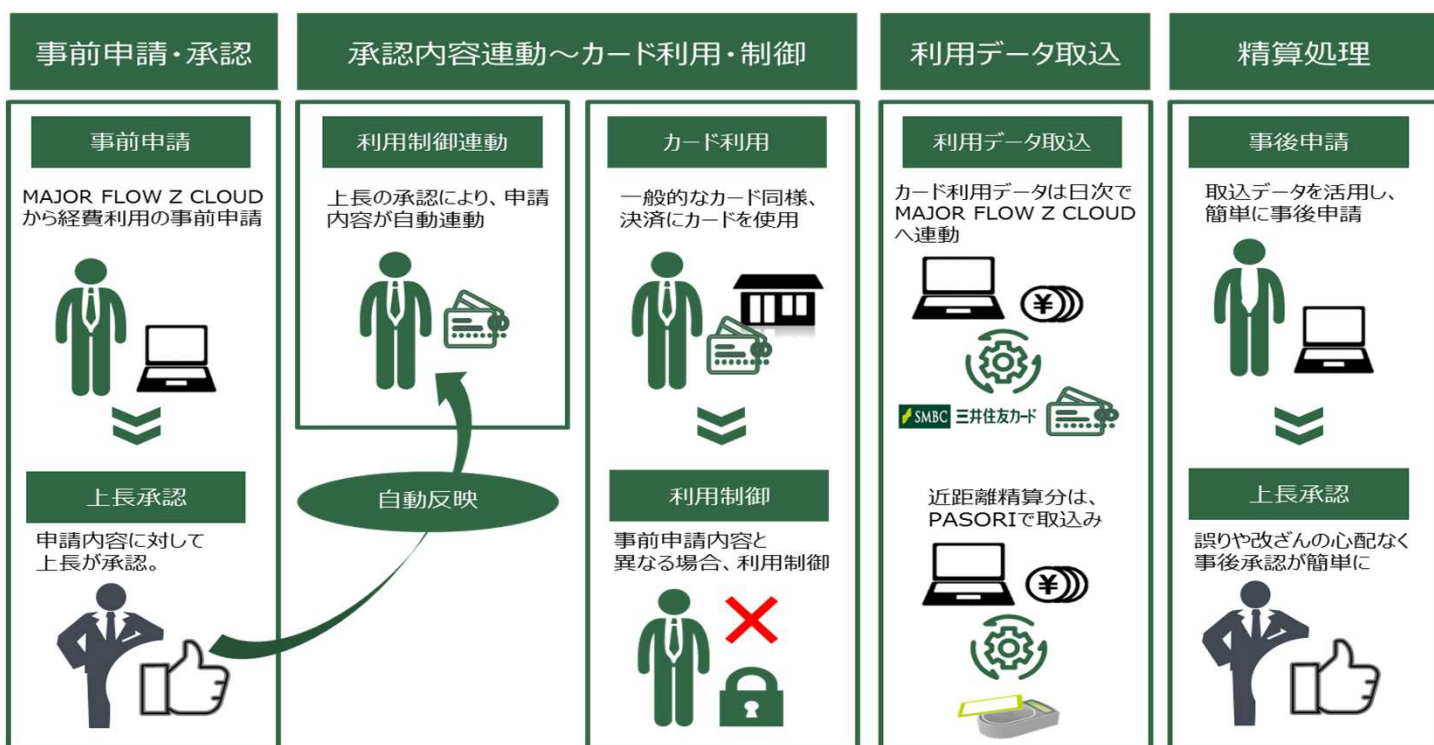 事前申請・承認
承認内容連動～カード利用・制御
利用データ取込
精算処理
事前申請
MAJOR FLOW Z CLOUD
から経費利用の事前申請
上長承認
申請内容に対して
上長が承認。
利用制御連動
上長の承認により、申請
内容が自動連動
自動反映
カード利用
一般的なカード同様、
決済にカードを使用
利用制御
事前申請内容と
異なる場合、利用制御
利用データ取込
カード利用データは日次で
MAJOR FLOW Z CLOUD
へ連動
¥
SMBC 三井住友カード
近距離精算分は、
PASORIで取込み
¥
事後申請
取込データを活用し、
簡単に事後申請
上長承認
誤りや改ざんの心配なく
事後承認が簡単に